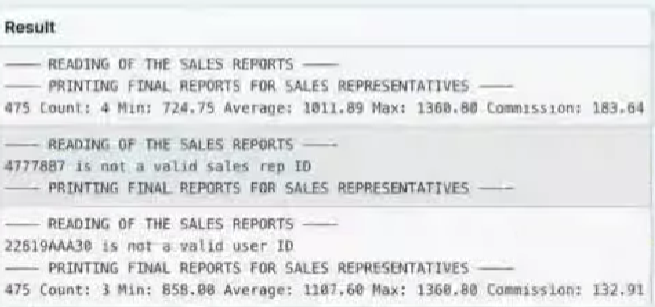 Result
—— READING OF THE SALES REPORTS ——
—— PRINTING FINAL REPORTS FOR SALES REPRESENTATIVES ——
475 Count: 4 Min: 724.75 Average: 1011.89 Max: 1360.80 Commission: 183.64
—— READING OF THE SALES REPORTS ——
4777887 is not a valid sales rep ID
—— PRINTING FINAL REPORTS FOR SALES REPRESENTATIVES ——
—— READING OF THE SALES REPORTS ——
22619AAA30 is not a valid user ID
—— PRINTING FINAL REPORTS FOR SALES REPRESENTATIVES ——
475 Count: 3 Min: 858.00 Average: 1107.60 Max: 1360.80 Commission: 132.91